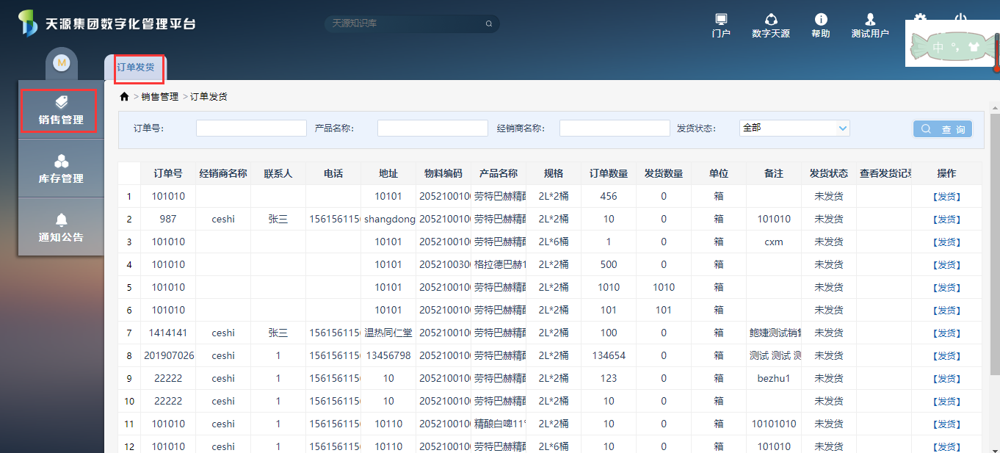 天源集团数字化管理平台
天源知识库
门户 数字天源 帮助 测试用户
中
M
订单发货
销售管理
库存管理
通知公告
> 销售管理 > 订单发货
订单号: 产品名称: 经销商名称: 发货状态: 全部 查 询
订单号 经销商名称 联系人 电话 地址 物料编码 产品名称 规格 订单数量 发货数量 单位 备注 发货状态 查看发货记录 操作
1 101010 10101 2052100100 劳特巴赫精酿 2L*2桶 456 0 箱 未发货 【发货】
2 987 ceshi 张三 1561561156 shangdong 2052100100 劳特巴赫精酿 2L*2桶 10 0 箱 101010 未发货 【发货】
3 101010 10101 2052100100 劳特巴赫精酿 2L*6桶 1 0 箱 cxm 未发货 【发货】
4 101010 10101 2052100300 格拉德巴赫1 2L*2桶 500 0 箱 未发货 【发货】
5 101010 10101 2052100100 劳特巴赫精酿 2L*2桶 1010 1010 箱 未发货 【发货】
6 101010 10101 2052100100 劳特巴赫精酿 2L*2桶 101 101 箱 未发货 【发货】
7 1414141 ceshi 张三 1561561156 温热同仁堂 2052100100 劳特巴赫精酿 2L*2桶 100 0 箱 鲍婕测试销售 未发货 【发货】
8 201907026 ceshi 1 1561561156 13456798 2052100100 劳特巴赫精酿 2L*2桶 134654 0 箱 测试 测试 测 未发货 【发货】
9 22222 ceshi 1 1561561156 10 2052100100 劳特巴赫精酿 2L*2桶 123 0 箱 bezhu1 未发货 【发货】
10 22222 ceshi 1 1561561156 10 2052100100 劳特巴赫精酿 2L*2桶 10 0 箱 未发货 【发货】
11 101010 ceshi 1 1561561156 10110 2052100100 精酿白啤11° 2L*2桶 10 0 箱 10101010 未发货 【发货】
12 101010 ceshi 1 1561561156 10110 2052100100 劳特巴赫精酿 2L*6桶 10 0 箱 101010 未发货 【发货】